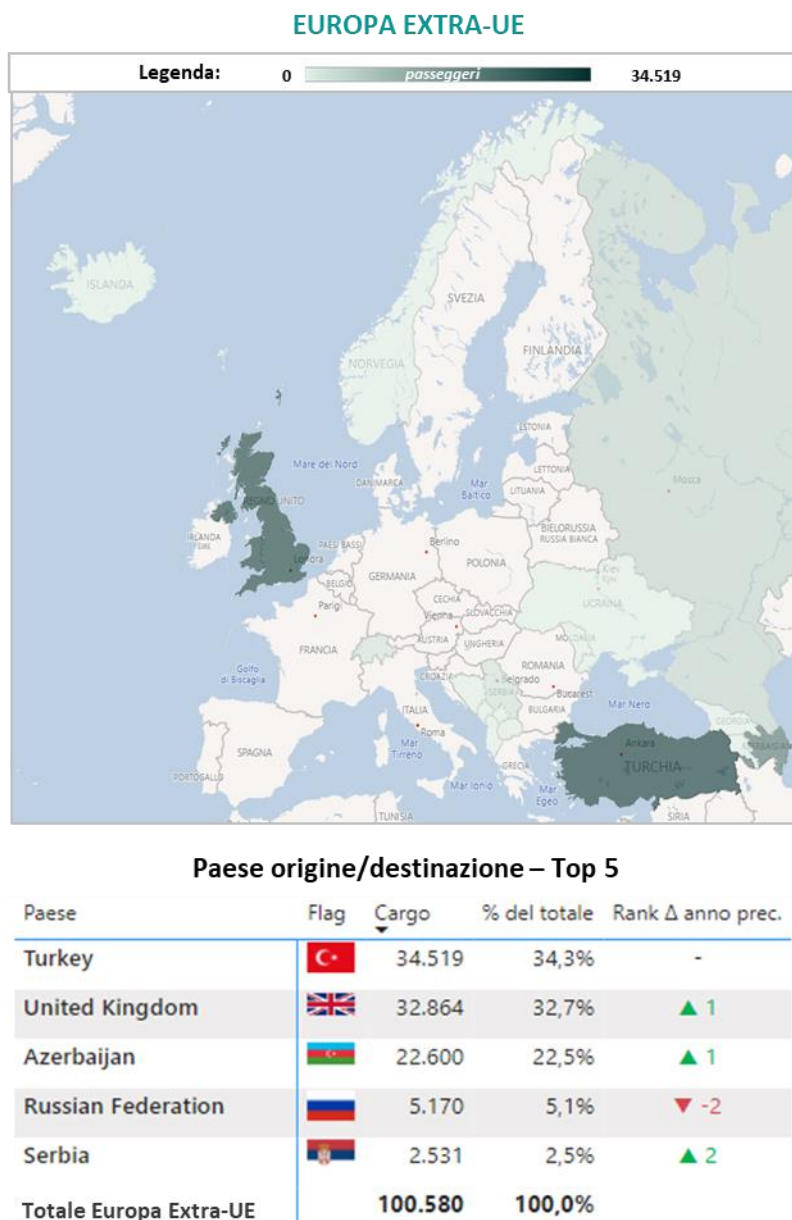 EUROPA EXTRA-UE
Legenda: 0 passeggeri 34.519
ISLANDA
SVEZIA
FINLANDIA
NORVEGIA
ESTONIA
Mare del Nord
LETTONIA
Mosca
DANIMARCA
Mar
Baltico
LITUANIA
REGNO UNITO
BIELORUSSIA
RUSSIA BIANCA
IRLANDA
PAESI BASSI
Berlino
Londra
POLONIA
BELGIO
GERMANIA
Kiev
CECHIA
UCRAINA
Parigi
Vienna
SLOVACCHIA
AUSTRIA
UNGHERIA
MOLDAVIA
FRANCIA
ROMANIA
Golfo
di Biscaglia
CROAZIA
Belgrado
SERBIA
Bucarest
ITALIA
BULGARIA
Mar Nero
GEORGIA
Roma
Ankara
AZERBAIGIAN
SPAGNA
Mar
Tirreno
TURCHIA
PORTOGALLO
GRECIA
Mar Ionio
Mar
Egeo
TUNISIA
SIRIA
Paese origine/destinazione – Top 5
Paese Flag Cargo % del totale Rank Δ anno prec.
Turkey 34.519 34,3% -
United Kingdom 32.864 32,7% ▲ 1
Azerbaijan 22.600 22,5% ▲ 1
Russian Federation 5.170 5,1% ▼ -2
Serbia 2.531 2,5% ▲ 2
Totale Europa Extra-UE 100.580 100,0%